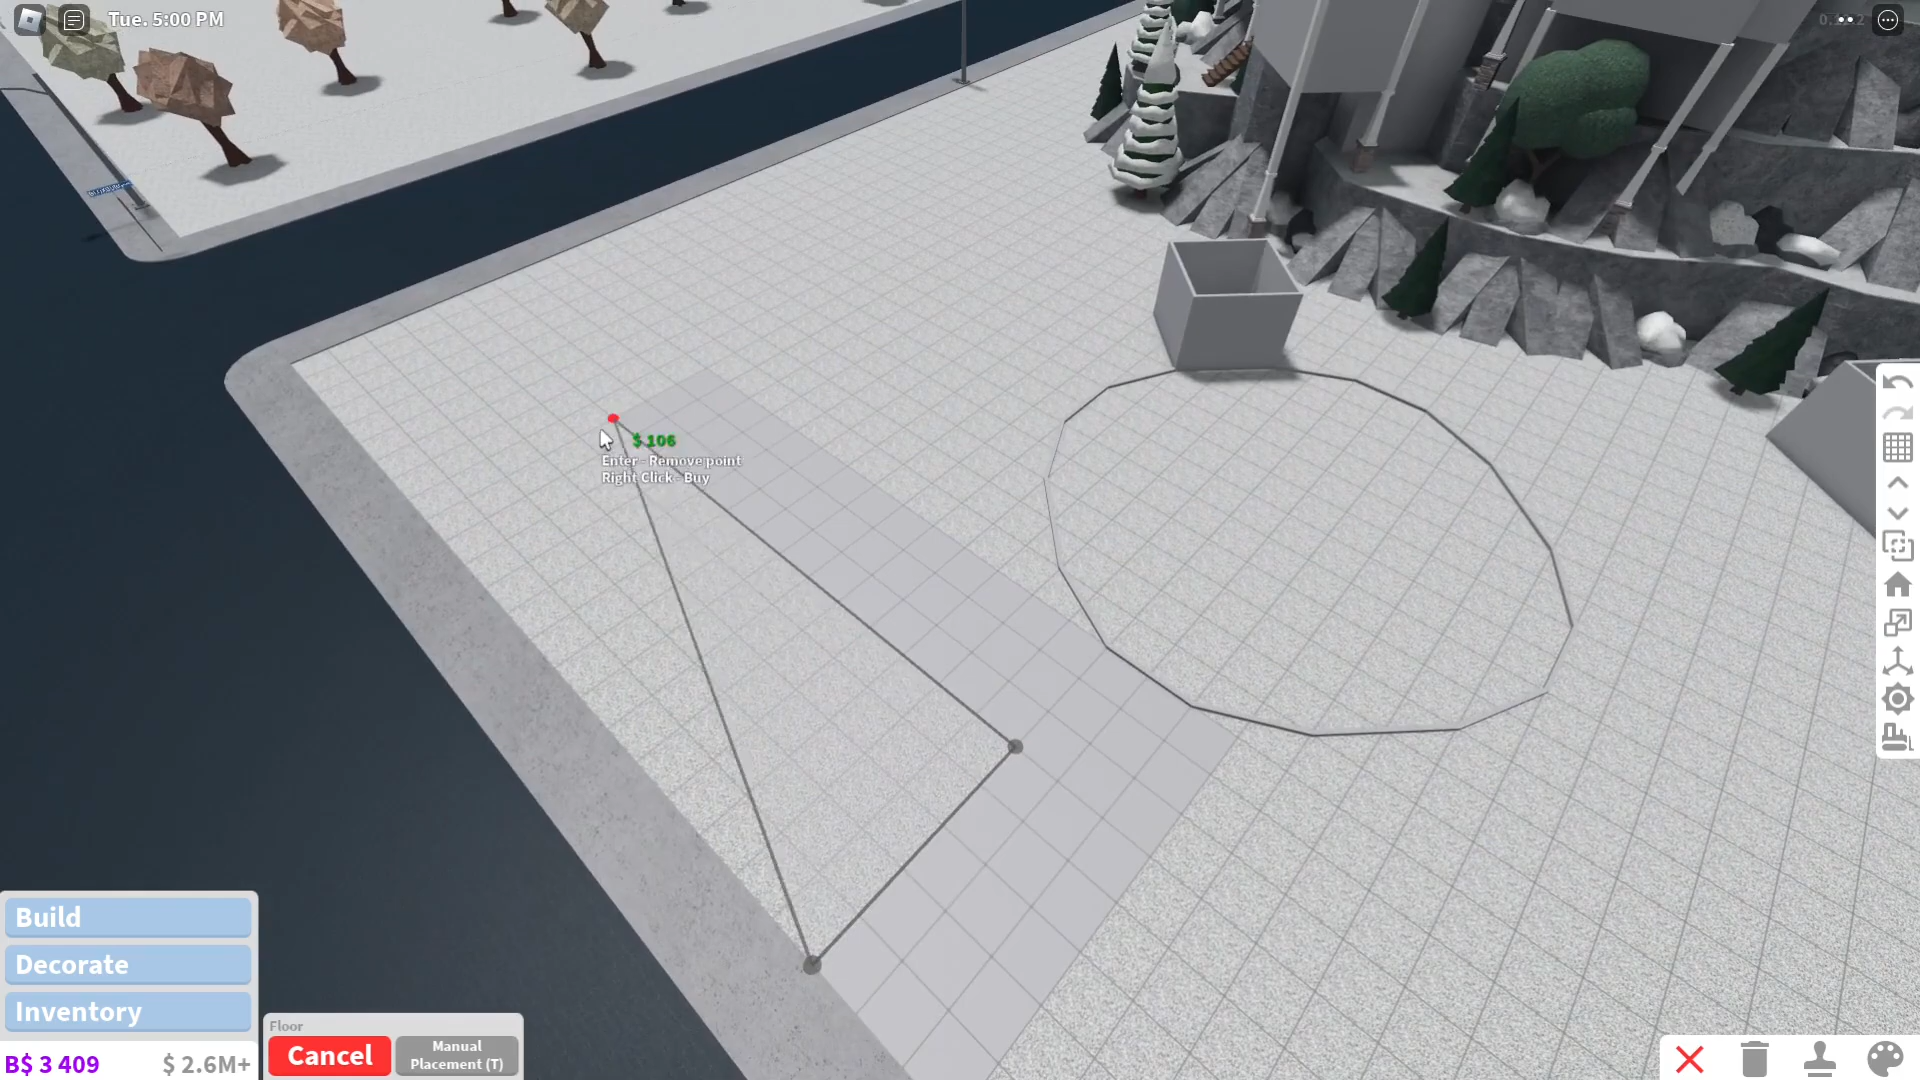 Tue. 5:00 PM
$ 106
Enter - Remove point
Right Click - Buy
Build
Decorate
Inventory
B$ 3 409
$ 2.6M+
Floor
Cancel
Manual
Placement (T)